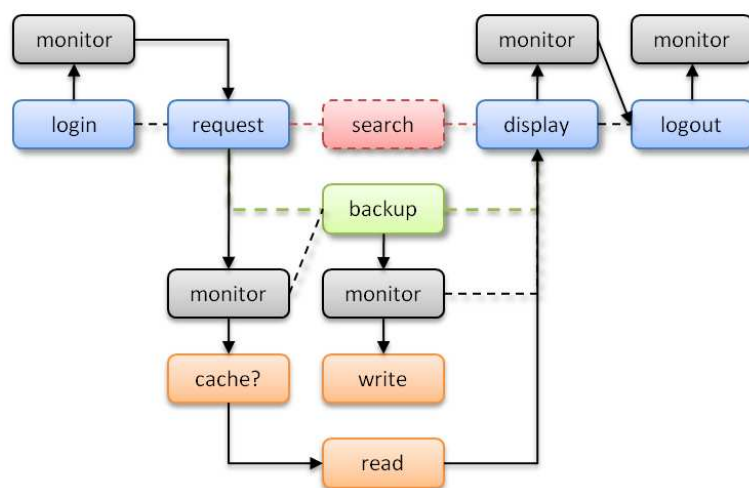 monitor
monitor
monitor
login
request
search
display
logout
backup
monitor
monitor
cache?
write
read